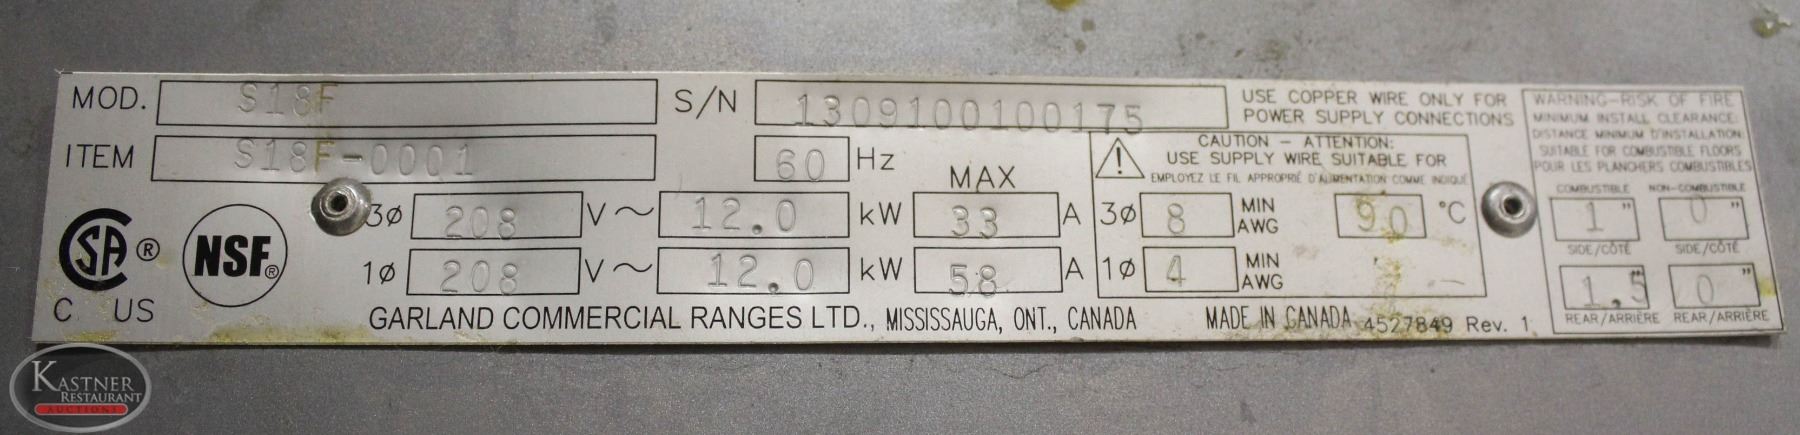 MOD. S18F S/N 1309100100175
ITEM S18F-0001 60 Hz
MAX
3ø 208 V~ 12.0 kW 33 A
1ø 208 V~ 12.0 kW 58 A
CSA ®
C US
NSF ®
GARLAND COMMERCIAL RANGES LTD., MISSISSAUGA, ONT., CANADA MADE IN CANADA 4527849 Rev. 1
USE COPPER WIRE ONLY FOR
POWER SUPPLY CONNECTIONS
CAUTION - ATTENTION:
USE SUPPLY WIRE SUITABLE FOR
EMPLOYEZ LE FIL APPROPRIÉ D'ALIMENTATION COMME INDIQUÉ
3ø 8 MIN AWG 90 °C
1ø 4 MIN AWG
WARNING-RISK OF FIRE
MINIMUM INSTALL CLEARANCE:
DISTANCE MINIMUM D'INSTALLATION:
SUITABLE FOR COMBUSTIBLE FLOORS
POUR LES PLANCHERS COMBUSTIBLES
COMBUSTIBLE NON-COMBUSTIBLE
1" 0"
SIDE/CÔTÉ SIDE/CÔTÉ
1.5" 0"
REAR/ARRIÈRE REAR/ARRIÈRE
KASTNER
RESTAURANT
AUCTIONS